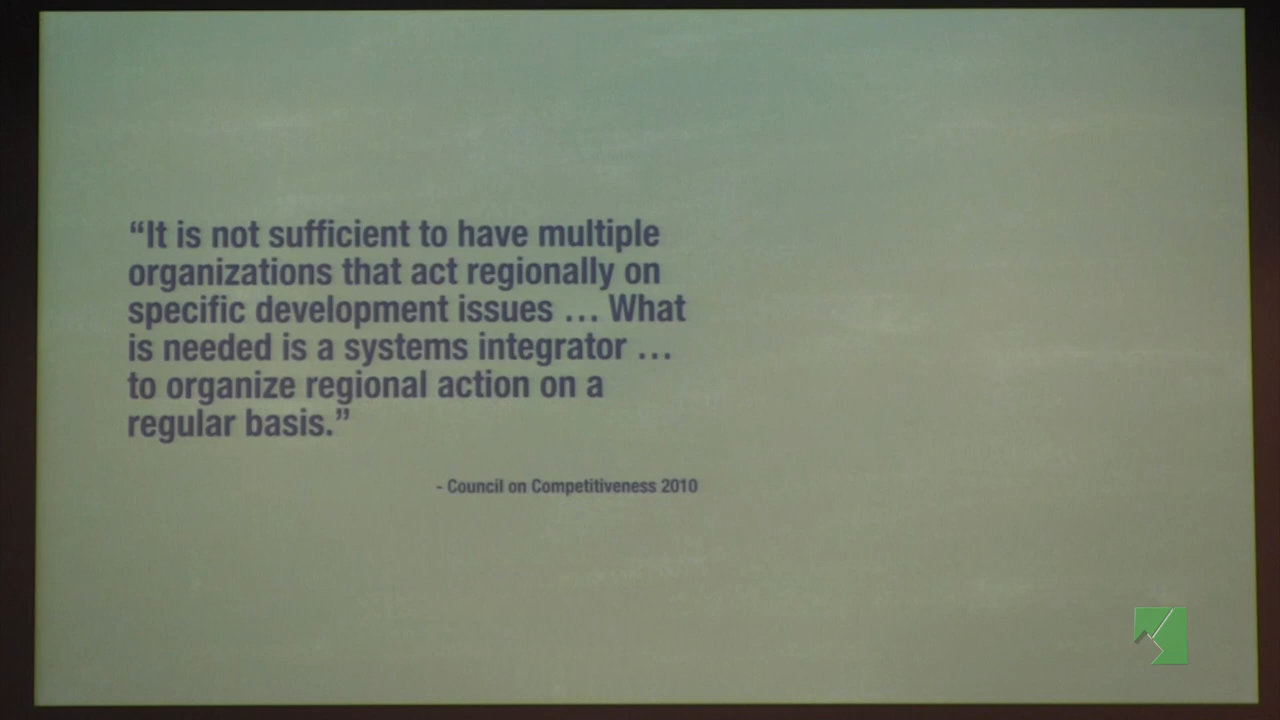 “It is not sufficient to have multiple
organizations that act regionally on
specific development issues … What
is needed is a systems integrator …
to organize regional action on a
regular basis.”
- Council on Competitiveness 2010